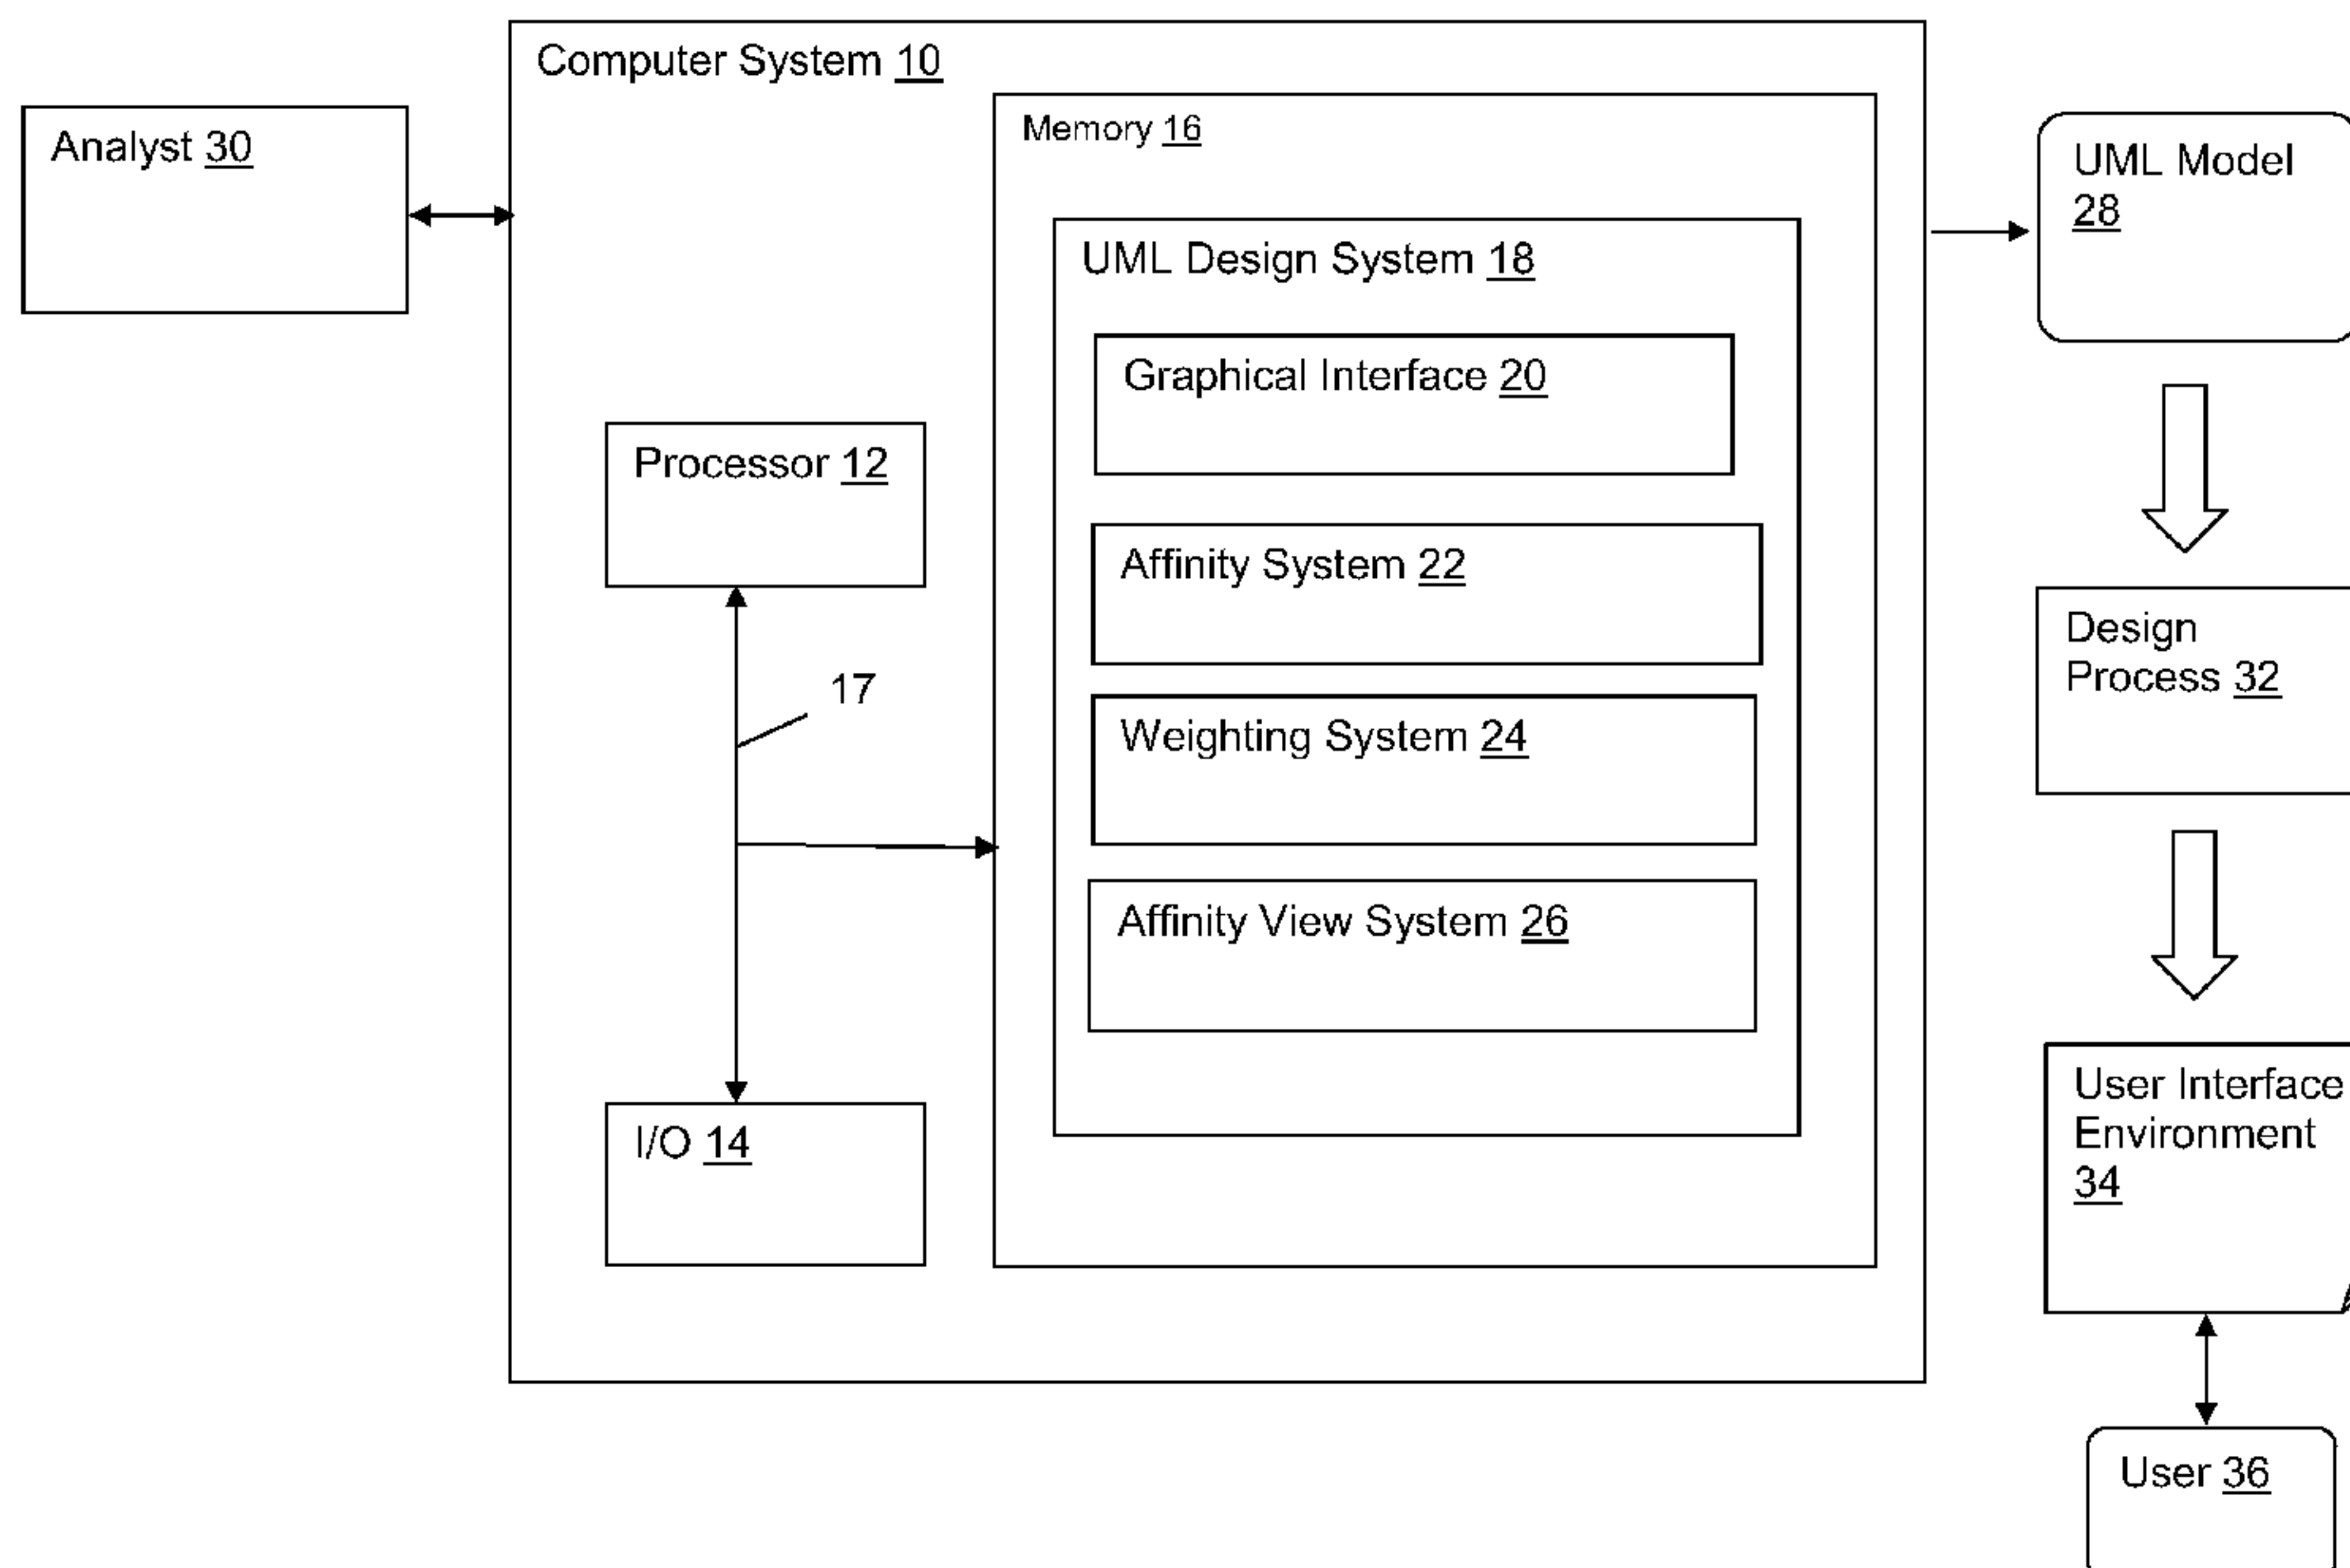 Computer System 10
Analyst 30
Memory 16
UML Model
28
UML Design System 18
Graphical Interface 20
Processor 12
Affinity System 22
Design
Process 32
17
Weighting System 24
Affinity View System 26
User Interface
Environment
34
I/O 14
User 36